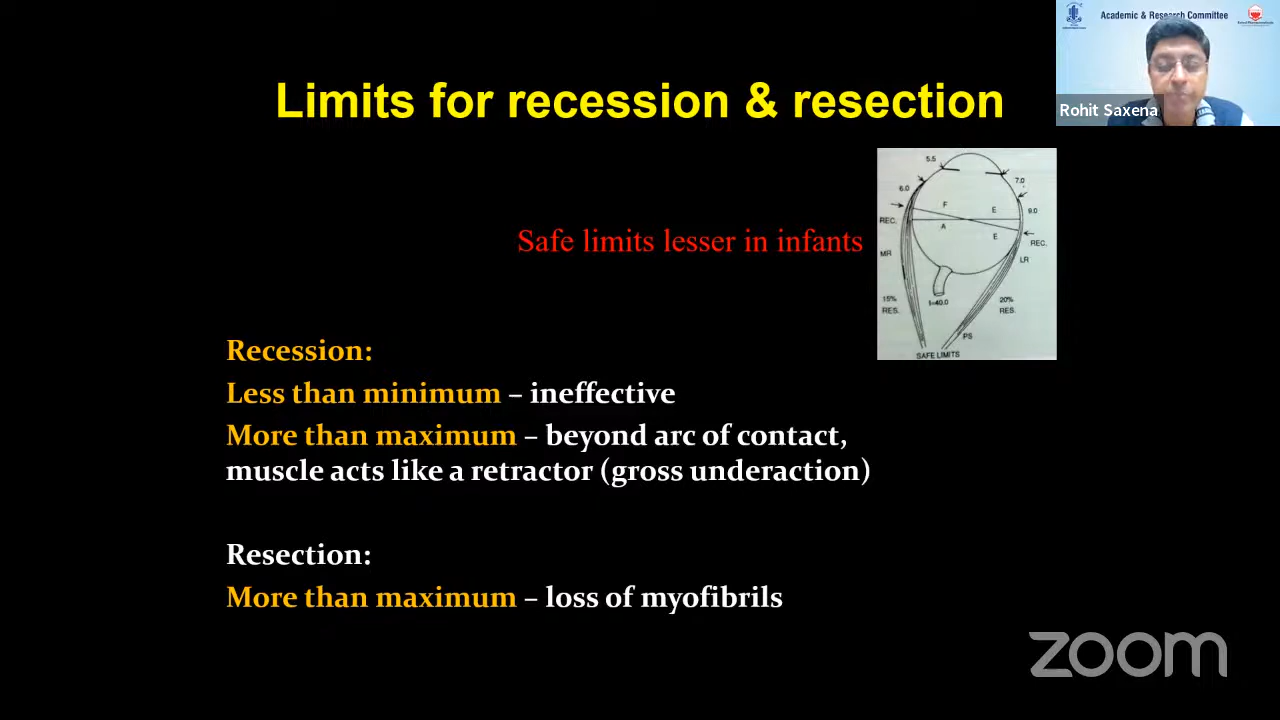 Academic & Research Committee
Rohit Saxena
Limits for recession & resection
Safe limits lesser in infants
5.5
7.0
6.0
9.0
F
E
REC.
A
E
REC.
MR
LR
15%
RES.
t=40.0
20%
RES.
PS
SAFE LIMITS
Recession:
Less than minimum – ineffective
More than maximum – beyond arc of contact,
muscle acts like a retractor (gross underaction)
Resection:
More than maximum – loss of myofibrils
zoom